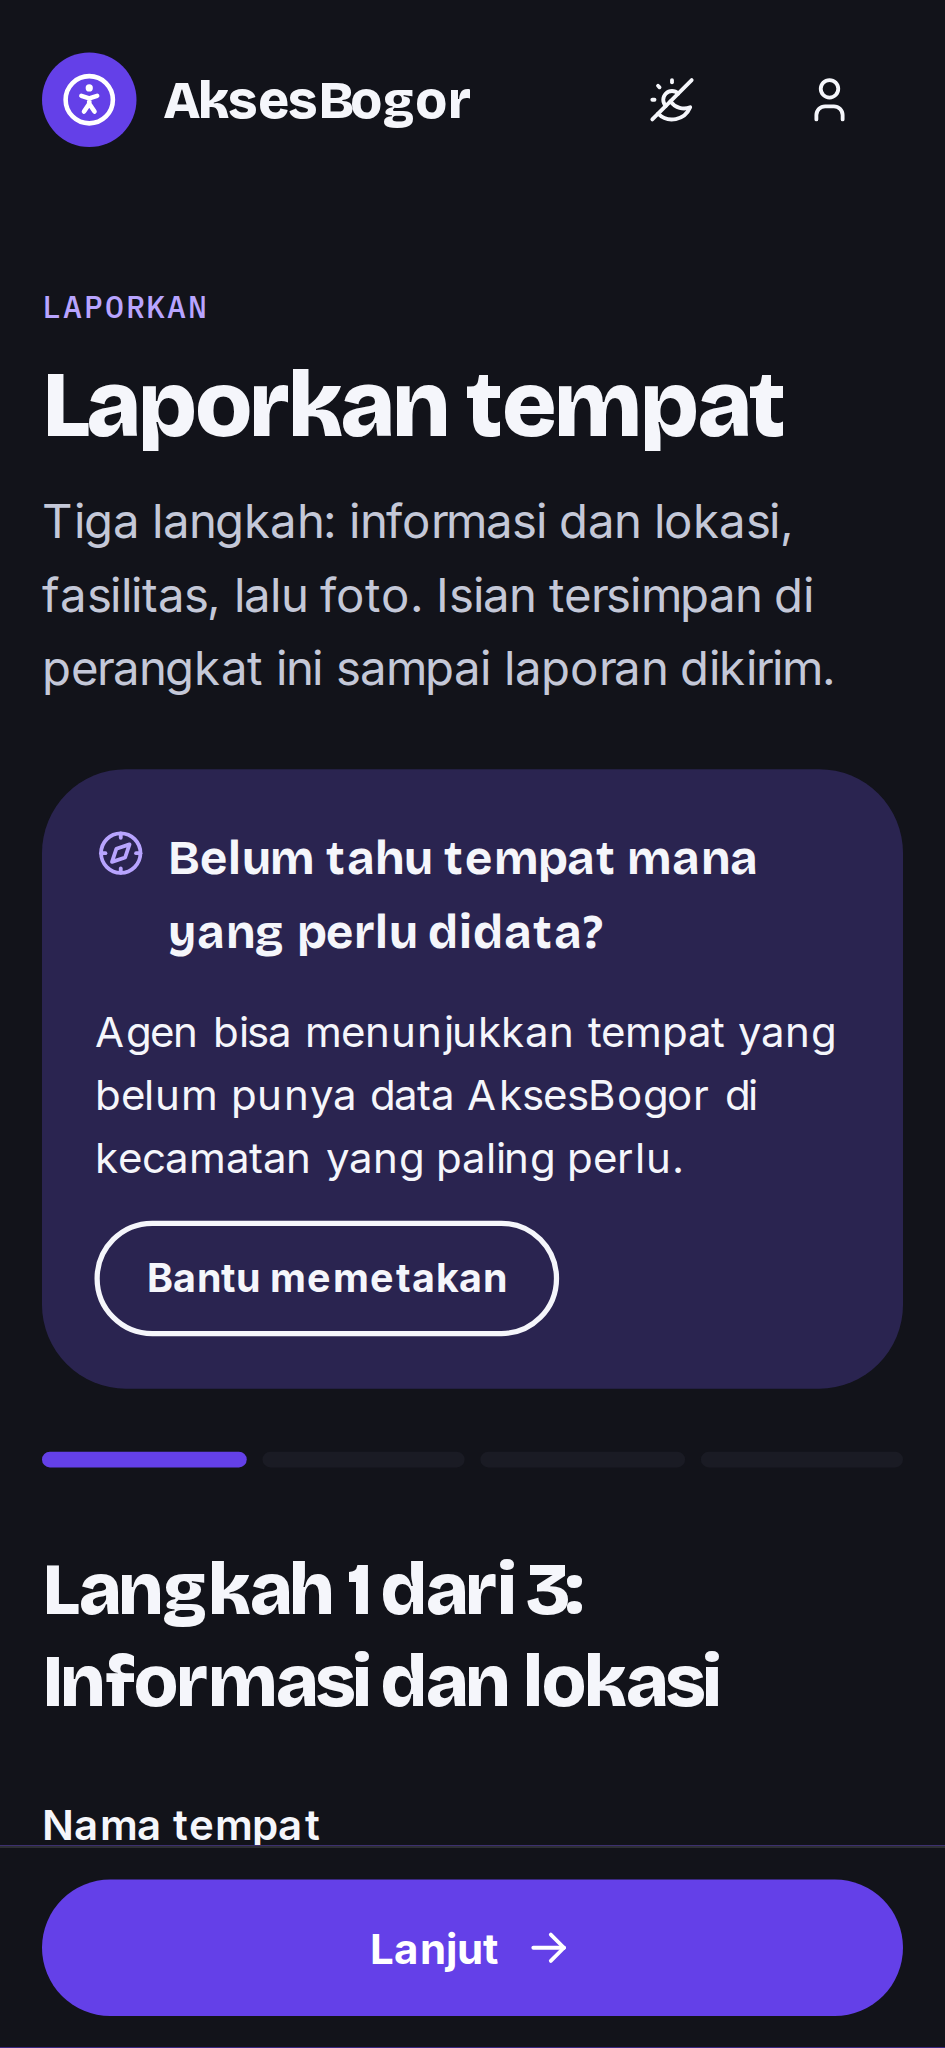 AksesBogor
LAPORKAN
Laporkan tempat
Tiga langkah: informasi dan lokasi,
fasilitas, lalu foto. Isian tersimpan di
perangkat ini sampai laporan dikirim.
Belum tahu tempat mana
yang perlu didata?
Agen bisa menunjukkan tempat yang
belum punya data AksesBogor di
kecamatan yang paling perlu.
Bantu memetakan
Langkah 1 dari 3:
Informasi dan lokasi
Nama tempat
Lanjut